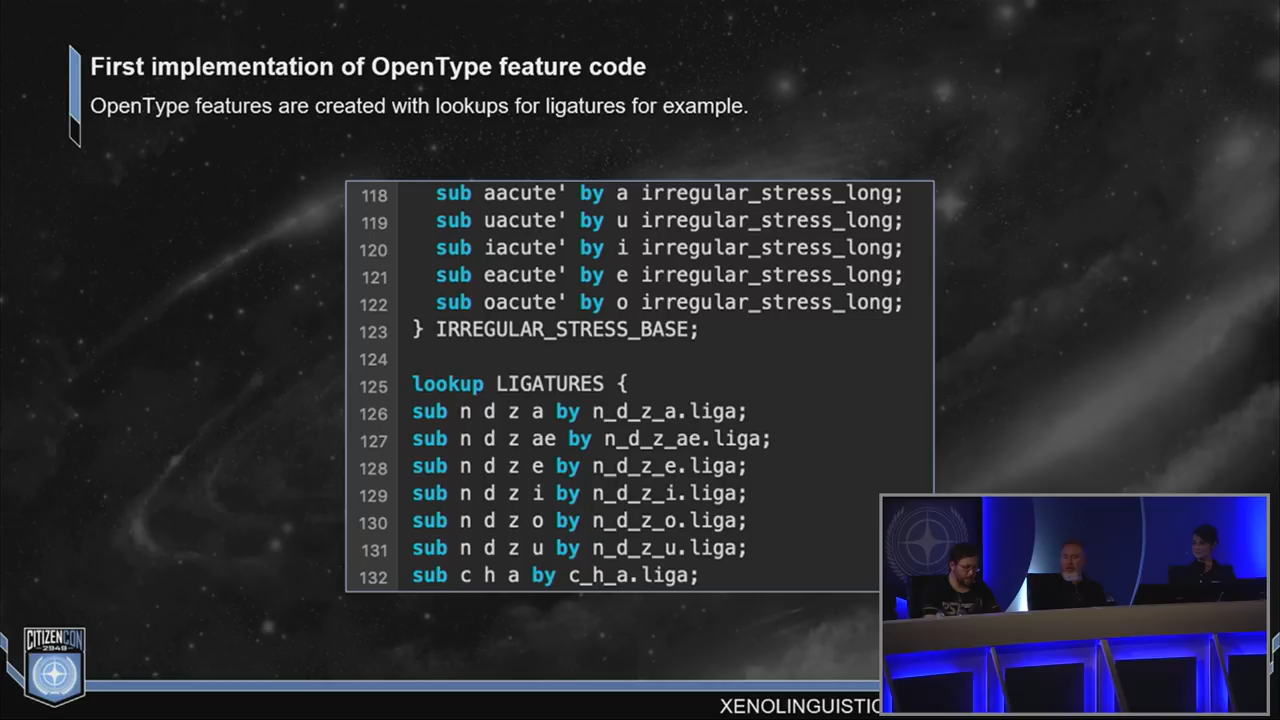 First implementation of OpenType feature code
OpenType features are created with lookups for ligatures for example.
118 sub aacute' by a irregular_stress_long;
119 sub uacute' by u irregular_stress_long;
120 sub iacute' by i irregular_stress_long;
121 sub eacute' by e irregular_stress_long;
122 sub oacute' by o irregular_stress_long;
123 } IRREGULAR_STRESS_BASE;
124
125 lookup LIGATURES {
126 sub n d z a by n_d_z_a.liga;
127 sub n d z ae by n_d_z_ae.liga;
128 sub n d z e by n_d_z_e.liga;
129 sub n d z i by n_d_z_i.liga;
130 sub n d z o by n_d_z_o.liga;
131 sub n d z u by n_d_z_u.liga;
132 sub c h a by c_h_a.liga;
CITIZENCON
2949
XENOLINGUISTIC